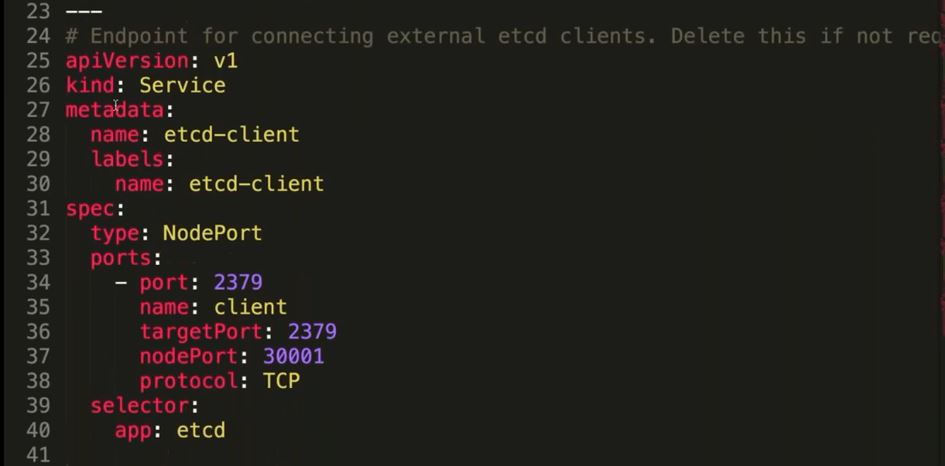 23 ---
24 # Endpoint for connecting external etcd clients. Delete this if not
25 apiVersion: v1
26 kind: Service
27 metadata:
28   name: etcd-client
29   labels:
30     name: etcd-client
31 spec:
32   type: NodePort
33   ports:
34     - port: 2379
35       name: client
36       targetPort: 2379
37       nodePort: 30001
38       protocol: TCP
39   selector:
40     app: etcd
41